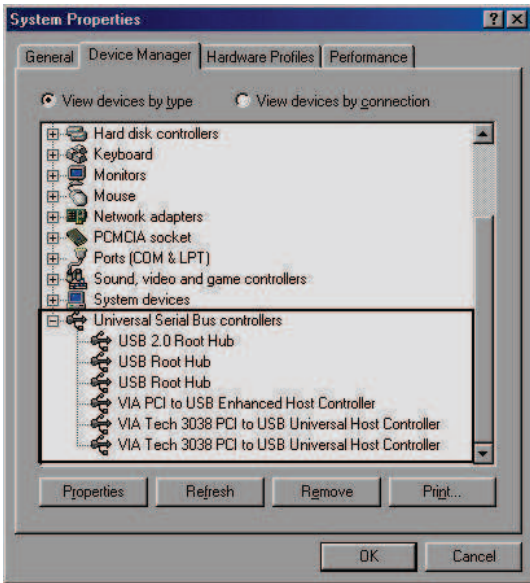 System Properties
General Device Manager Hardware Profiles Performance
View devices by type View devices by connection
Hard disk controllers
Keyboard
Monitors
Mouse
Network adapters
PCMCIA socket
Ports (COM & LPT)
Sound, video and game controllers
System devices
Universal Serial Bus controllers
USB 2.0 Root Hub
USB Root Hub
USB Root Hub
VIA PCI to USB Enhanced Host Controller
VIA Tech 3038 PCI to USB Universal Host Controller
VIA Tech 3038 PCI to USB Universal Host Controller
Properties Refresh Remove Print...
OK Cancel